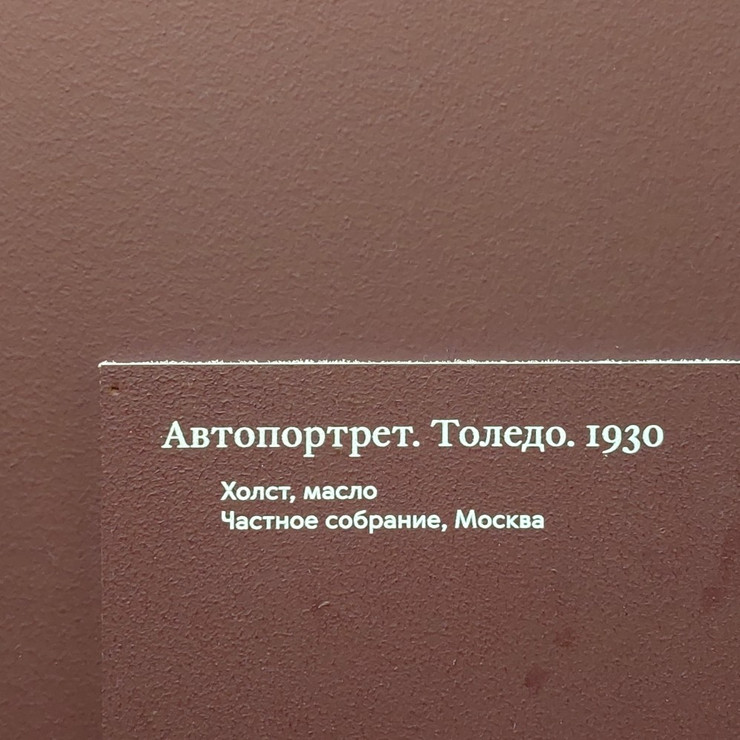 Автопортрет. Толедо. 1930
Холст, масло
Частное собрание, Москва